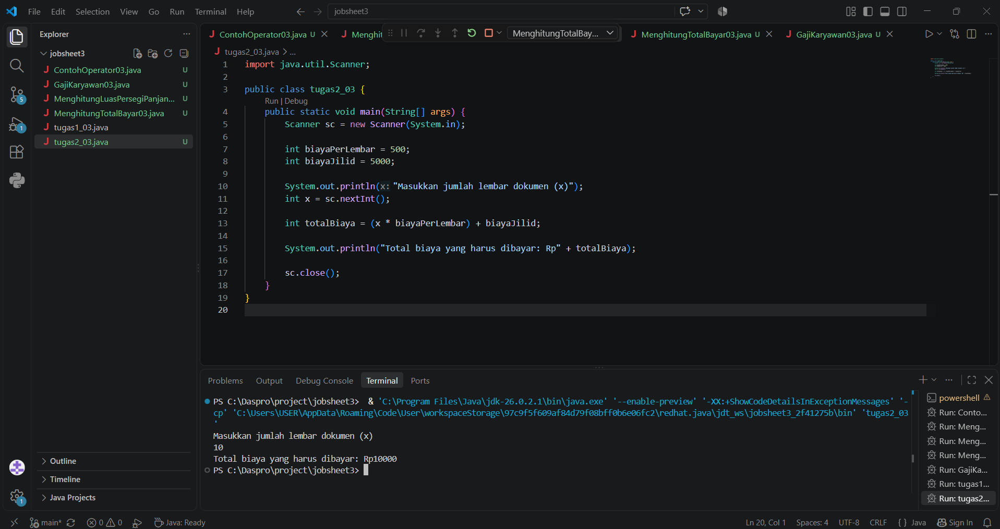 File Edit Selection View Go Run Terminal Help
jobsheet3
Explorer
jobsheet3
ContohOperator03.java U
GajiKaryawan03.java U
MenghitungLuasPersegiPanjan... U
MenghitungTotalBayar03.java U
tugas1_03.java
tugas2_03.java U
5
1
Outline
Timeline
Java Projects
1
ContohOperator03.java U
Menghit
MenghitungTotalBay...
MenghitungTotalBayar03.java U
GajiKaryawan03.java U
tugas2_03.java > ...
1 import java.util.Scanner;
2
3 public class tugas2_03 {
Run | Debug
4 public static void main(String[] args) {
5 Scanner sc = new Scanner(System.in);
6
7 int biayaPerLembar = 500;
8 int biayaJilid = 5000;
9
10 System.out.println(x: "Masukkan jumlah lembar dokumen (x)");
11 int x = sc.nextInt();
12
13 int totalBiaya = (x * biayaPerLembar) + biayaJilid;
14
15 System.out.println("Total biaya yang harus dibayar: Rp" + totalBiaya);
16
17 sc.close();
18 }
19 }
20
Problems Output Debug Console Terminal Ports
PS C:\Daspro\project\jobsheet3> & 'C:\Program Files\Java\jdk-26.0.2.1\bin\java.exe' '--enable-preview' '-XX:+ShowCodeDetailsInExceptionMessages' '-
cp' 'C:\Users\USER\AppData\Roaming\Code\User\workspaceStorage\97c9f5f609af84d79f08bff0b6e06fc2\redhat.java\jdt_ws\jobsheet3_2f41275b\bin' 'tugas2_03
'
Masukkan jumlah lembar dokumen (x)
10
Total biaya yang harus dibayar: Rp10000
PS C:\Daspro\project\jobsheet3>
powershell
Run: Conto...
Run: Meng...
Run: Meng...
Run: Meng...
Run: GajiKa...
Run: tugas1...
Run: tugas2...
main* 0 0 Java: Ready
Ln 20, Col 1 Spaces: 4 UTF-8 CRLF { } Java Sign In